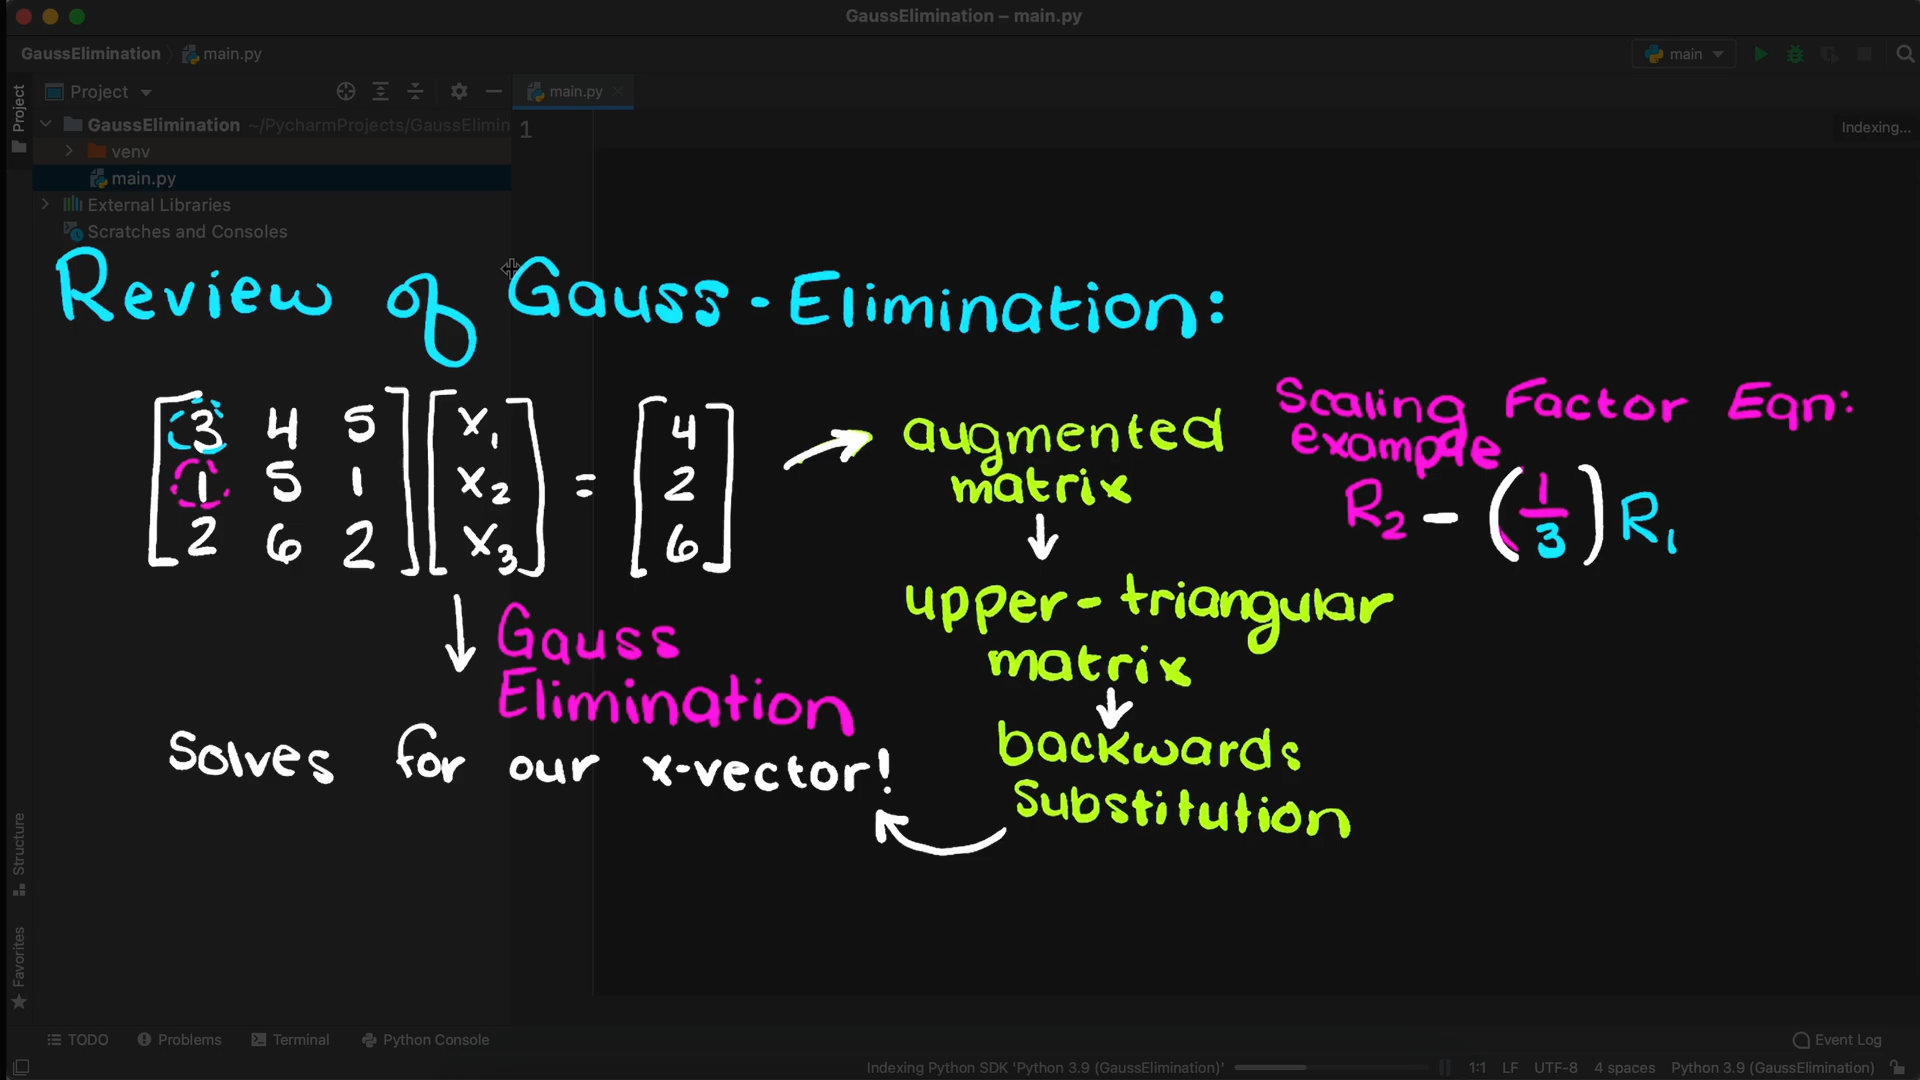 GaussElimination – main.py
GaussElimination
main.py
main
Project
Project
main.py
GaussElimination ~/PycharmProjects/GaussElimin
1
Indexing...
venv
main.py
External Libraries
Scratches and Consoles
Review of Gauss-Elimination:
3 4 5 x1 4
1 5 1 x2 = 2
2 6 2 x3 6
augmented
matrix
upper-triangular
matrix
backwards
Substitution
Scaling Factor Eqn:
example
R2 - (1/3) R1
Gauss
Elimination
Solves for our x-vector!
Structure
Favorites
TODO
Problems
Terminal
Python Console
Event Log
Indexing Python SDK 'Python 3.9 (GaussElimination)'
1:1 LF UTF-8 4 spaces Python 3.9 (GaussElimination)